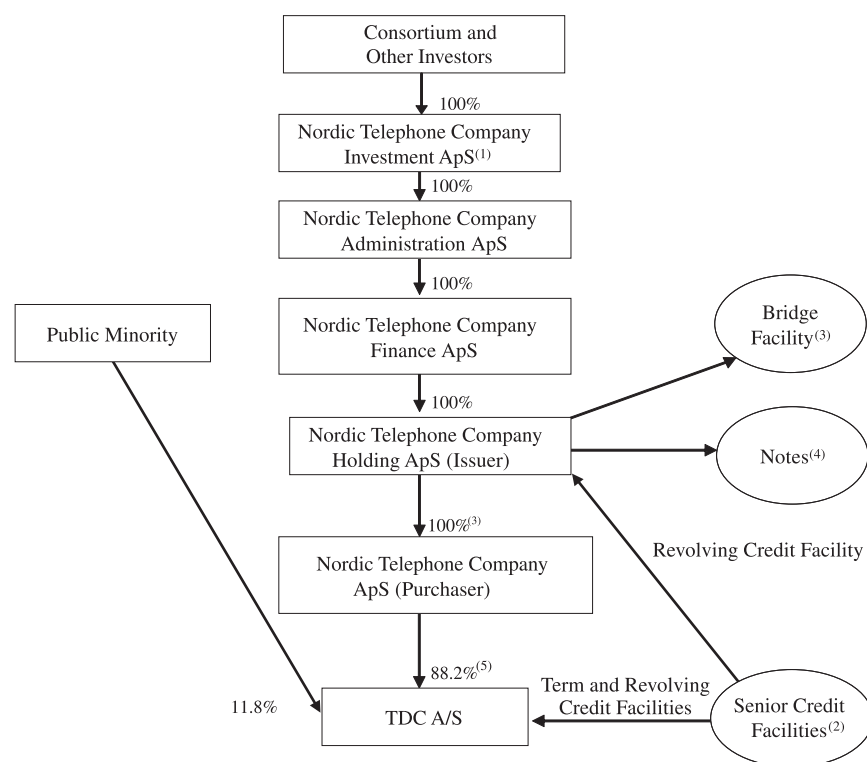 Consortium and
Other Investors
100%
Nordic Telephone Company
Investment ApS(1)
100%
Nordic Telephone Company
Administration ApS
100%
Nordic Telephone Company
Finance ApS
Public Minority
Bridge
Facility(3)
100%
Nordic Telephone Company
Holding ApS (Issuer)
Notes(4)
100%(3)
Revolving Credit Facility
Nordic Telephone Company
ApS (Purchaser)
88.2%(5)
11.8%
TDC A/S
Term and Revolving
Credit Facilities
Senior Credit
Facilities(2)